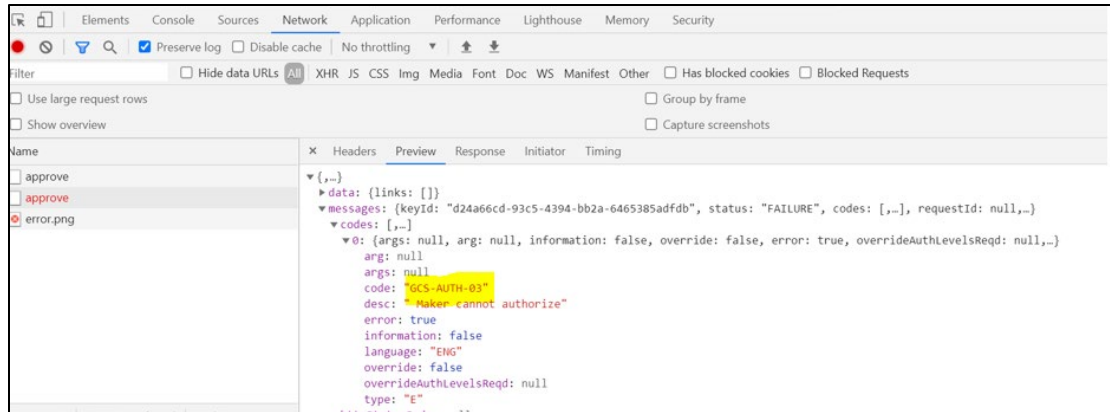 Elements Console Sources Network Application Performance Lighthouse Memory Security
Preserve log Disable cache No throttling
Filter Hide data URLs All XHR JS CSS Img Media Font Doc WS Manifest Other Has blocked cookies Blocked Requests
Use large request rows Group by frame
Show overview Capture screenshots
Name × Headers Preview Response Initiator Timing
approve
approve
error.png
▼{,…}
▶data: {links: []}
▼messages: {keyId: "d24a66cd-93c5-4394-bb2a-6465385adfdb", status: "FAILURE", codes: [,…], requestId: null,…}
▼codes: [,…]
▼0: {args: null, arg: null, information: false, override: false, error: true, overrideAuthLevelsReqd: null,…}
arg: null
args: null
code: "GCS-AUTH-03"
desc: " Maker cannot authorize"
error: true
information: false
language: "ENG"
override: false
overrideAuthLevelsReqd: null
type: "E"